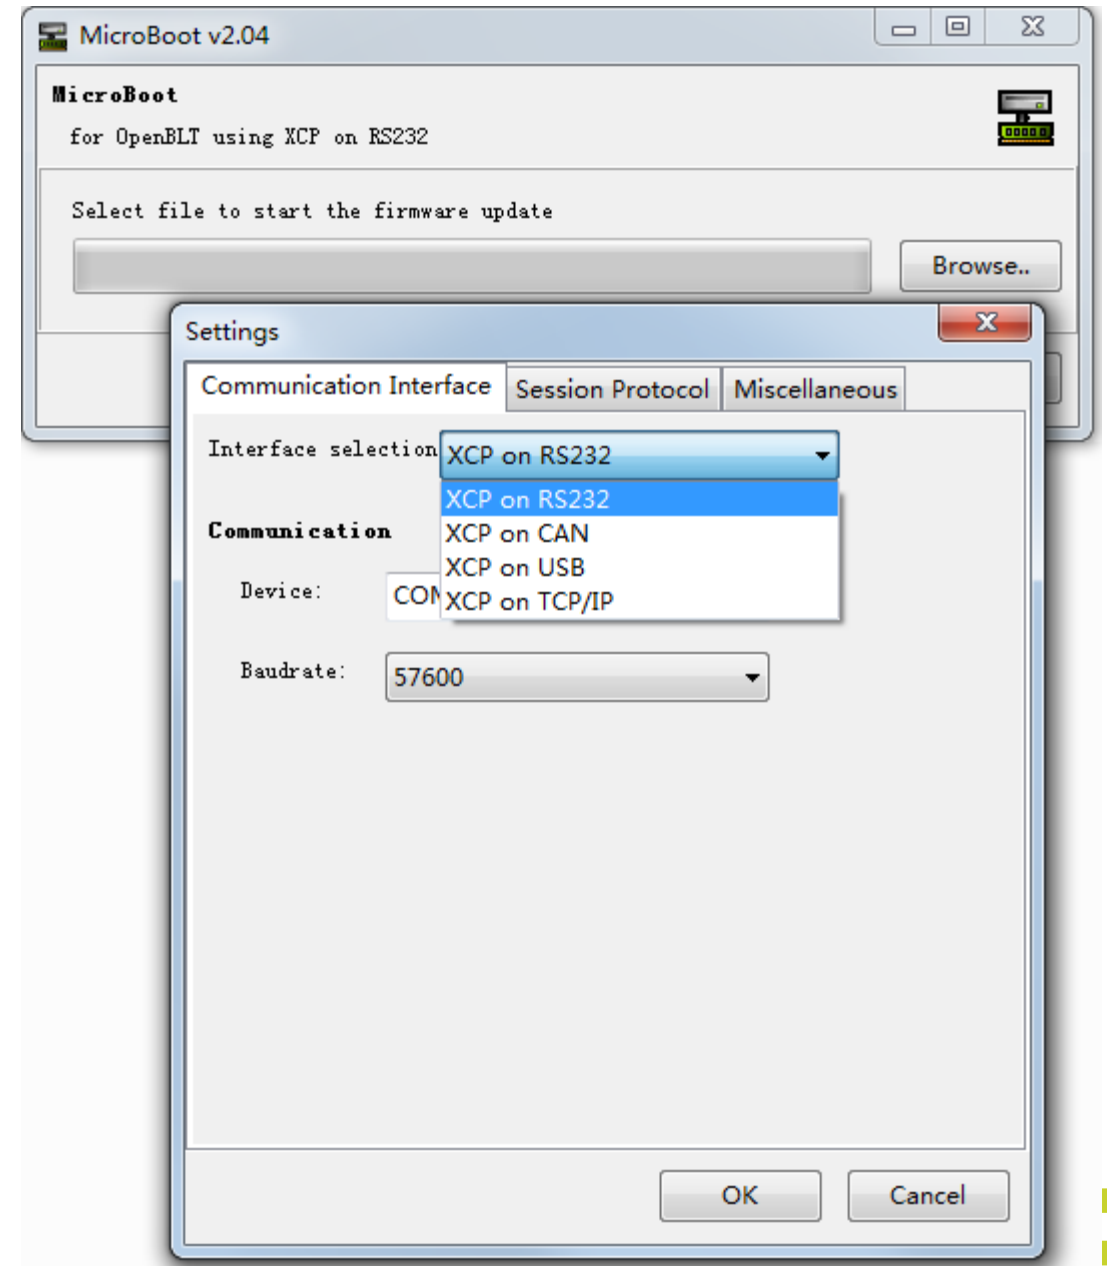 MicroBoot v2.04
MicroBoot
for OpenBLT using XCP on RS232
Select file to start the firmware update
Browse..
Settings
Communication Interface Session Protocol Miscellaneous
Interface selection XCP on RS232
XCP on RS232
Communication XCP on CAN
XCP on USB
Device: COM XCP on TCP/IP
Baudrate: 57600
OK Cancel